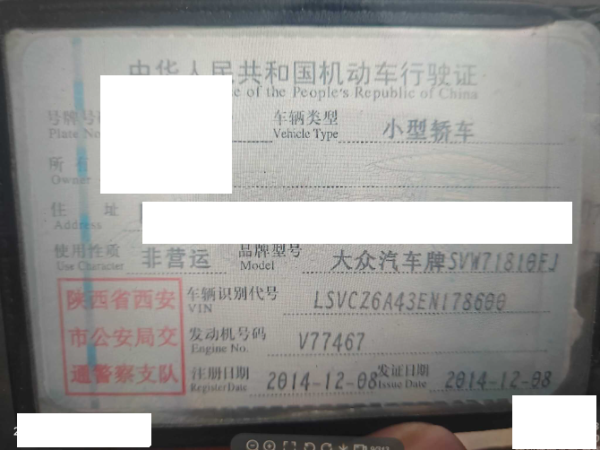 中华人民共和国机动车行驶证
e of the People's Republic of China
号牌号 车辆类型 小型轿车
Plate No Vehicle Type
所
Owner
住 址
Address
使用性质 非营运 品牌型号 大众汽车牌SVW71810FJ
Use Character Model
陕西省西安 车辆识别代号 LSVCZ6A43EN178600
VIN
市公安局交 发动机号码 V77467
Engine No.
通警察支队 注册日期 2014-12-08 发证日期 2014-12-08
Register Date Issue Date